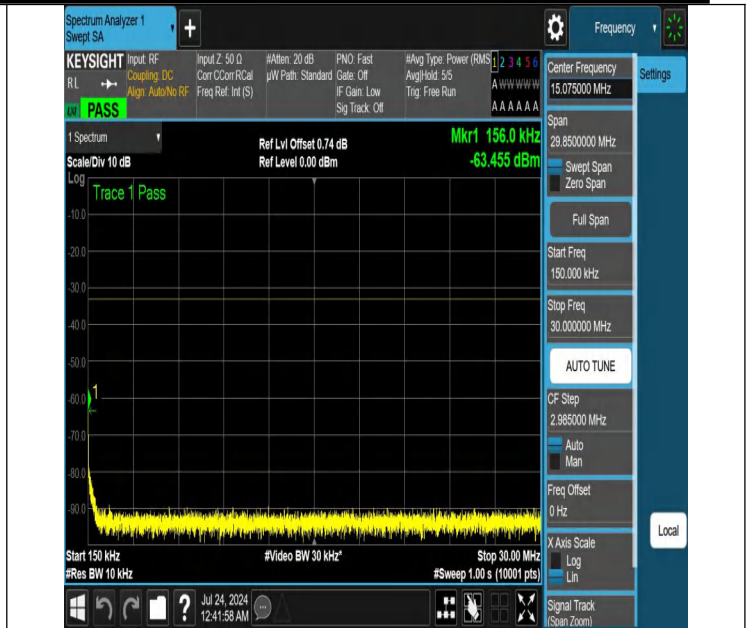 Spectrum Analyzer 1
Swept SA
+
Frequency
KEYSIGHT
RL
PASS
Input: RF
Coupling: DC
Align: Auto/No RF
Input Z: 50 Ω
Corr CCorr RCal
Freq Ref: Int (S)
#Atten: 20 dB
µW Path: Standard
PNO: Fast
Gate: Off
IF Gain: Low
Sig Track: Off
#Avg Type: Power (RMS
Avg|Hold: 5/5
Trig: Free Run
1 2 3 4 5 6
A W W W W W
A A A A A A
Center Frequency
15.075000 MHz
Settings
1 Spectrum
Scale/Div 10 dB
Ref Lvl Offset 0.74 dB
Ref Level 0.00 dBm
Mkr1 156.0 kHz
-63.455 dBm
Span
29.8500000 MHz
Swept Span
Zero Span
Full Span
Start Freq
150.000 kHz
Stop Freq
30.000000 MHz
AUTO TUNE
CF Step
2.985000 MHz
Auto
Man
Freq Offset
0 Hz
X Axis Scale
Log
Lin
Signal Track
(Span Zoom)
Local
Log
Trace 1 Pass
-10.0
-20.0
-30.0
-40.0
-50.0
1
-60.0
-70.0
-80.0
-90.0
Start 150 kHz
#Video BW 30 kHz*
Stop 30.00 MHz
#Res BW 10 kHz
#Sweep 1.00 s (10001 pts)
?
Jul 24, 2024
12:41:58 AM